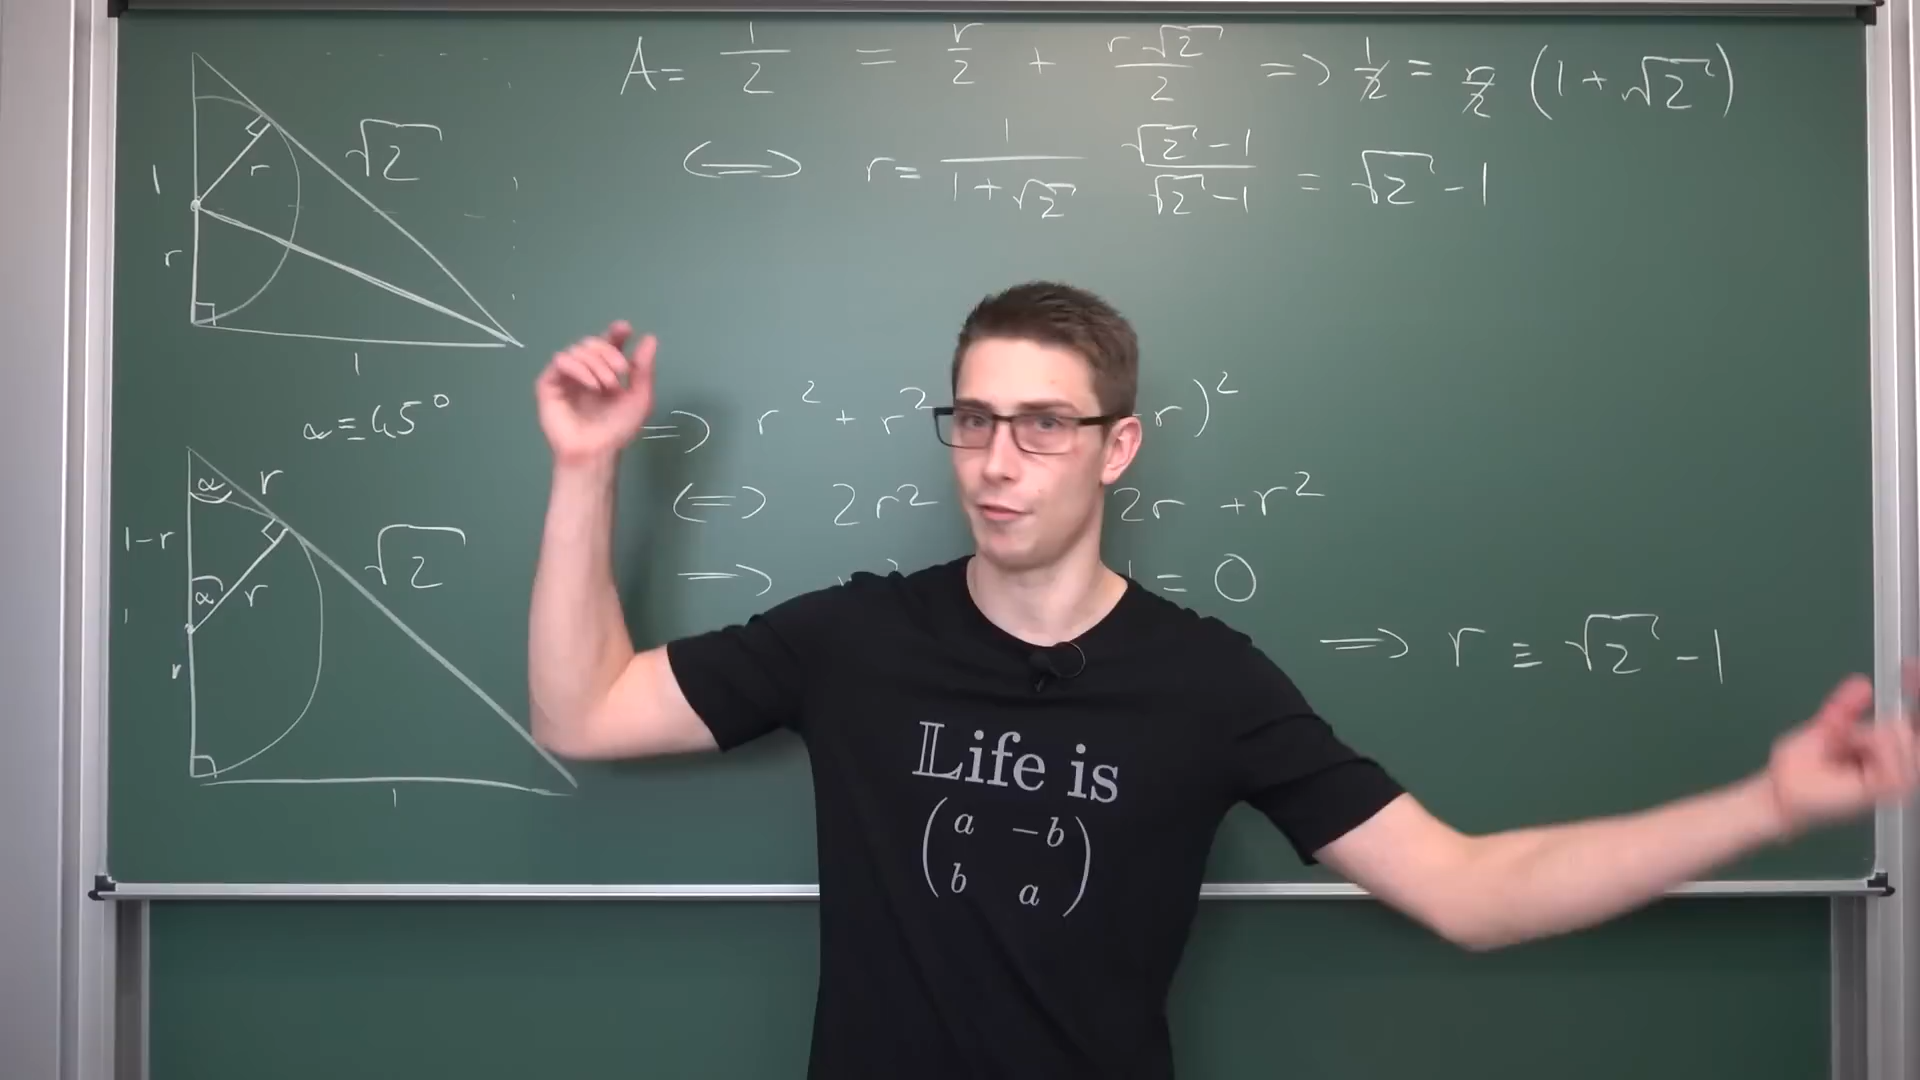 A = 1/2 = r/2 + r√2/2 => 1/2 = r/2 (1 + √2)
<=> r = 1/(1+√2) (√2-1)/(√2-1) = √2 - 1
√2
r
1
r
1
α = 45°
=> r² + r² r)²
<=> 2r² 2r + r²
=> = 0
=> r = √2 - 1
α r
1-r
√2
α r
1
r
1
Life is
(a -b
b a)